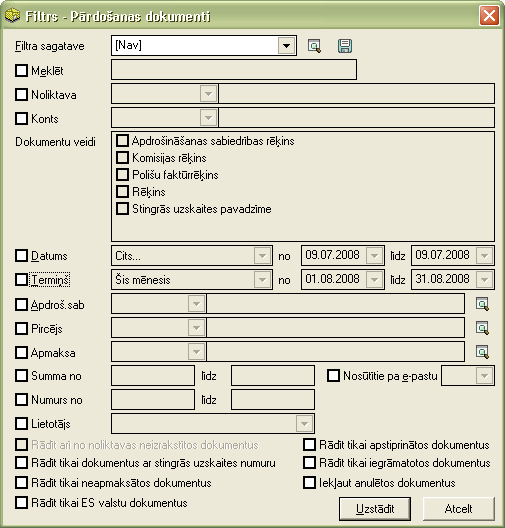 Filtrs - Pārdošanas dokumenti
Filtra sagatave [Nav]
Meklēt
Noliktava
Konts
Dokumentu veidi
Apdrošināšanas sabiedrības rēķins
Komisijas rēķins
Polišu faktūrrēķins
Rēķins
Stingrās uzskaites pavadzīme
Datums Cits... no 09.07.2008 līdz 09.07.2008
Termiņš Šis mēnesis no 01.08.2008 līdz 31.08.2008
Apdroš.sab
Pircējs
Apmaksa
Summa no līdz Nosūtītie pa e-pastu
Numurs no līdz
Lietotājs
Rādīt arī no noliktavas neizrakstītos dokumentus Rādīt tikai apstiprinātos dokumentus
Rādīt tikai dokumentus ar stingrās uzskaites numuru Rādīt tikai iegrāmatotos dokumentus
Rādīt tikai neapmaksātos dokumentus Iekļaut anulētos dokumentus
Rādīt tikai ES valstu dokumentus
Uzstādīt Atcelt